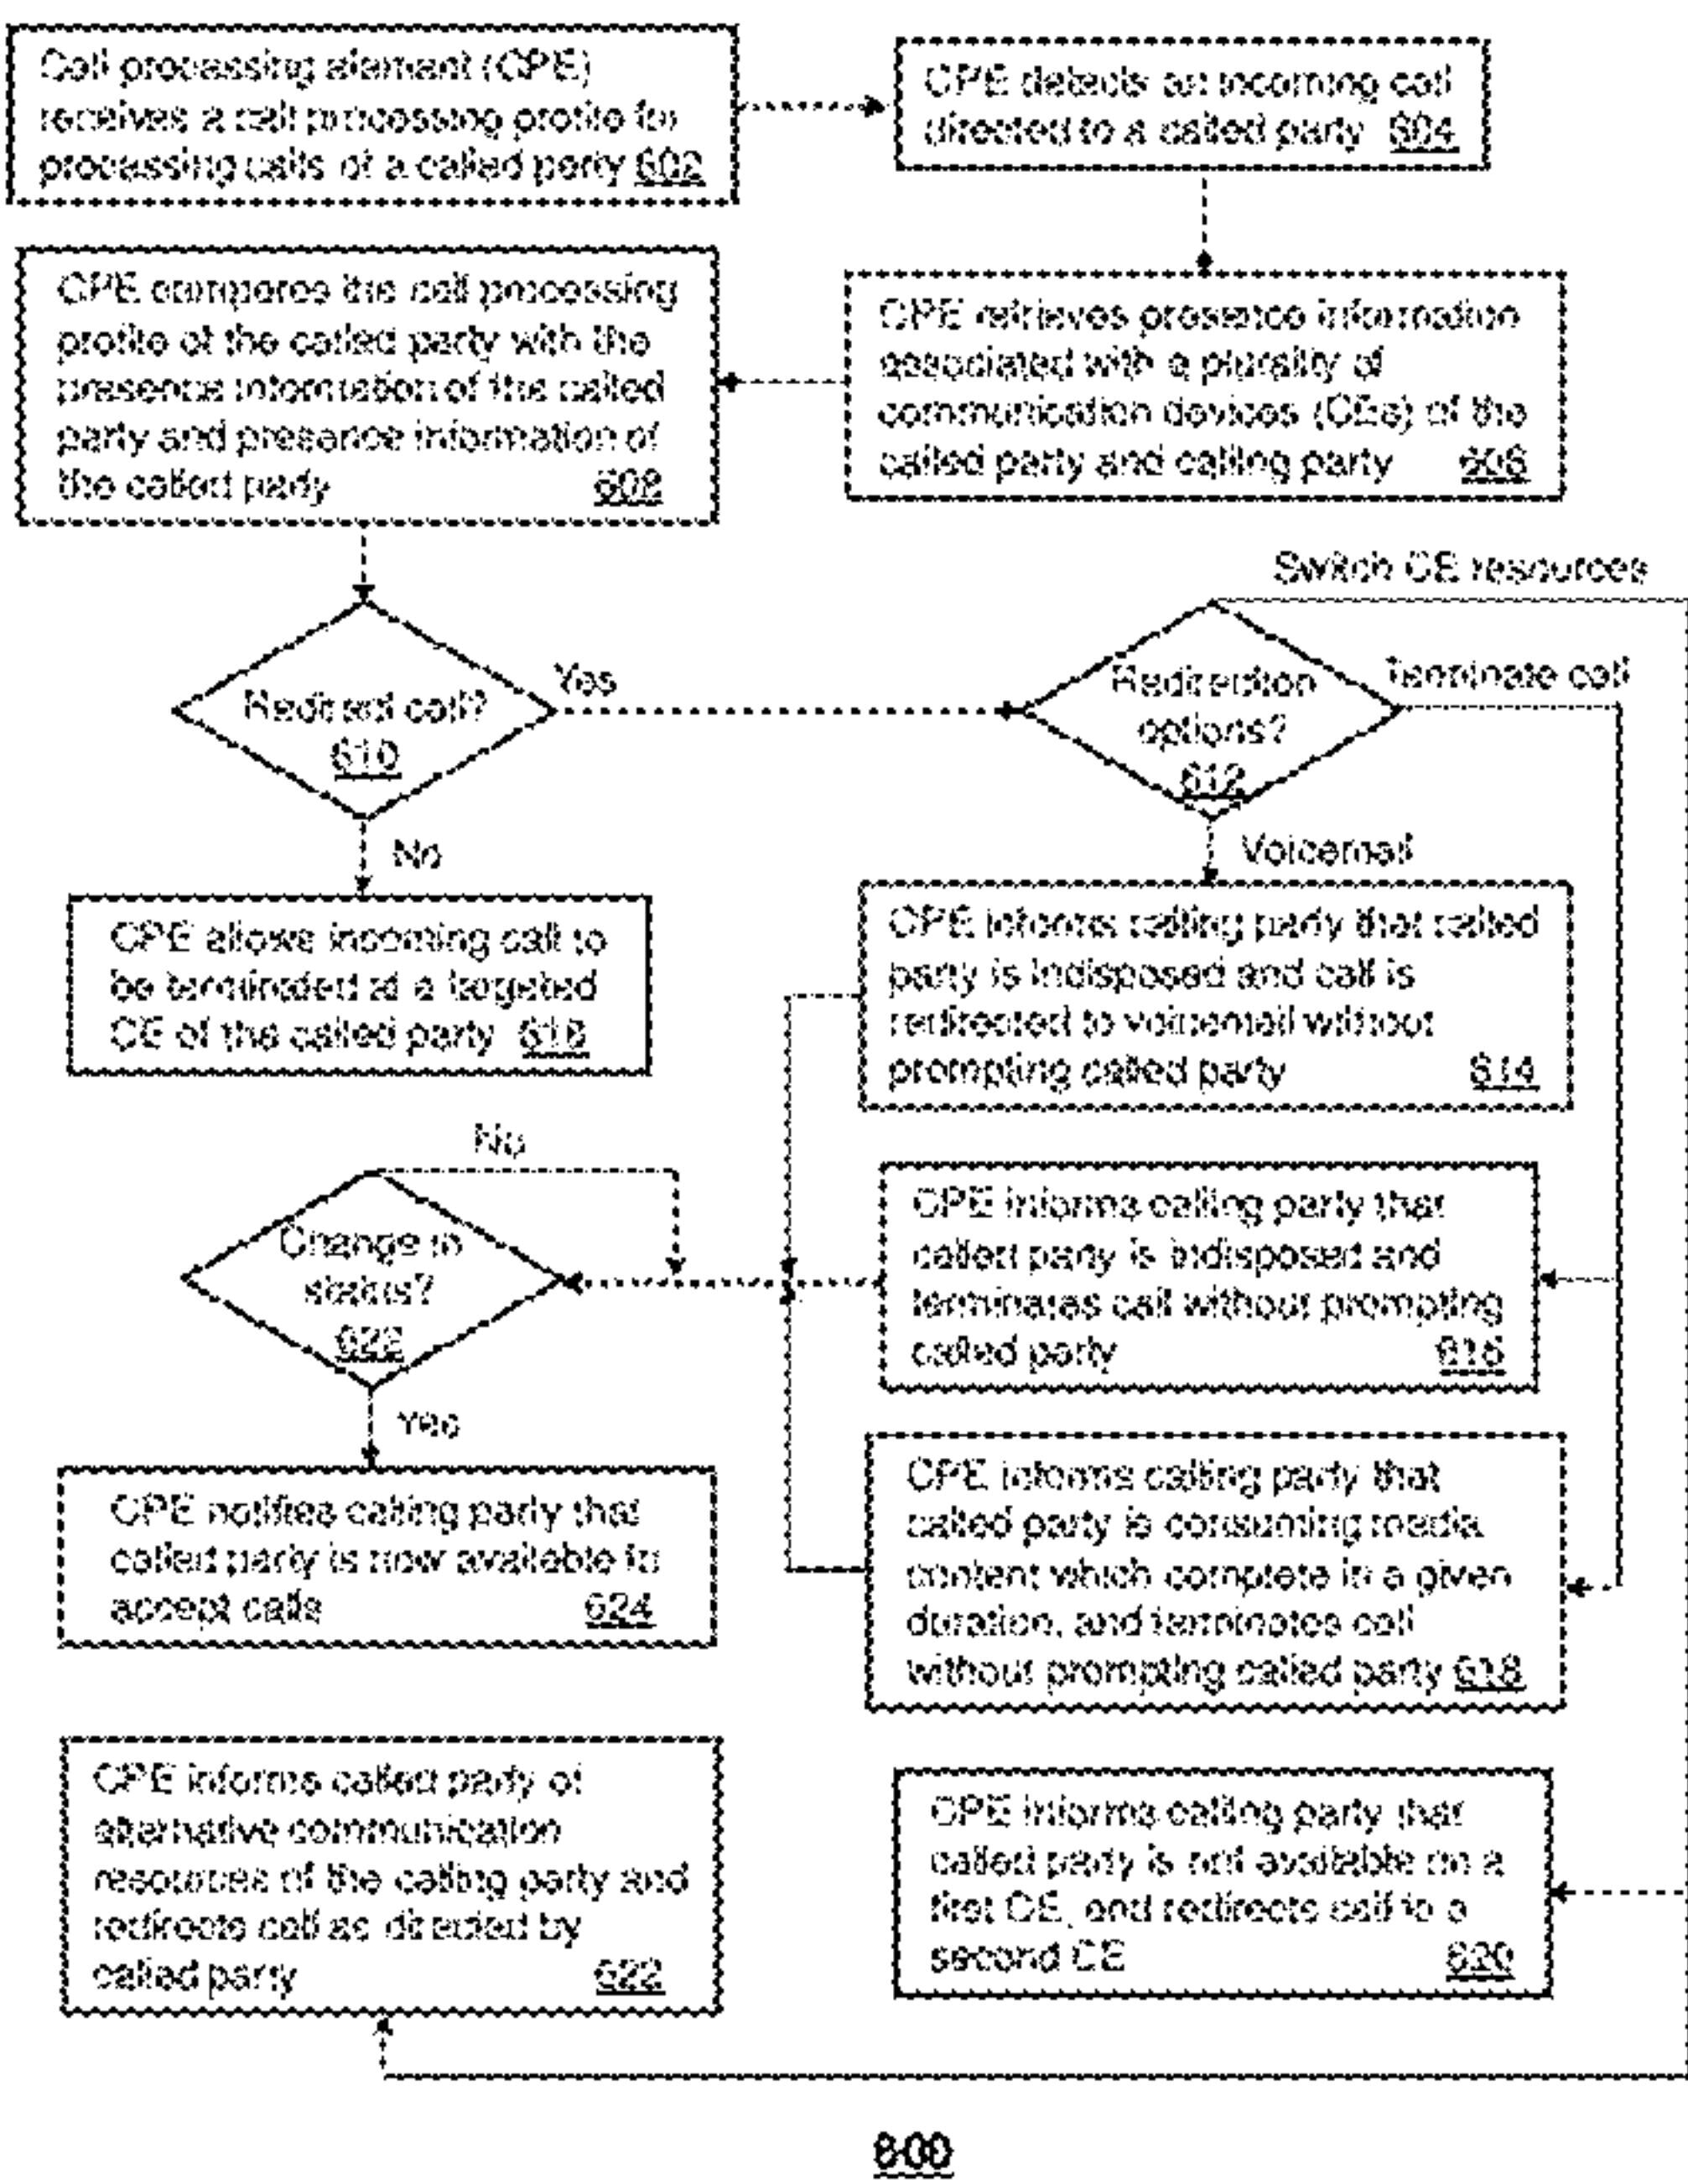 Call processing element (CPE)
receives a call processing profile for
processing calls of a called party 602
CPE detects an incoming call
directed to a called party 604
CPE compares the call processing
profile of the called party with the
presence information of the called
party and presence information of
the called party 608
CPE retrieves presence information
associated with a plurality of
communication devices (CEs) of the
called party and calling party 606
Switch CE resources
Redirect call?
610
Yes
Redirection
options?
612
Terminate call
No
Voicemail
CPE allows incoming call to
be terminated at a targeted
CE of the called party 616
CPE informs calling party that called
party is indisposed and call is
redirected to voicemail without
prompting called party 614
No
Change in
status?
622
Yes
CPE informs calling party that
called party is indisposed and
terminates call without prompting
called party 616
CPE notifies calling party that
called party is now available to
accept calls 624
CPE informs calling party that
called party is consuming media
content which complete in a given
duration, and terminates call
without prompting called party 618
CPE informs called party of
alternative communication
resources of the calling party and
redirects call as directed by
called party 622
CPE informs calling party that
called party is not available on a
first CE, and redirects call to a
second CE 620
600